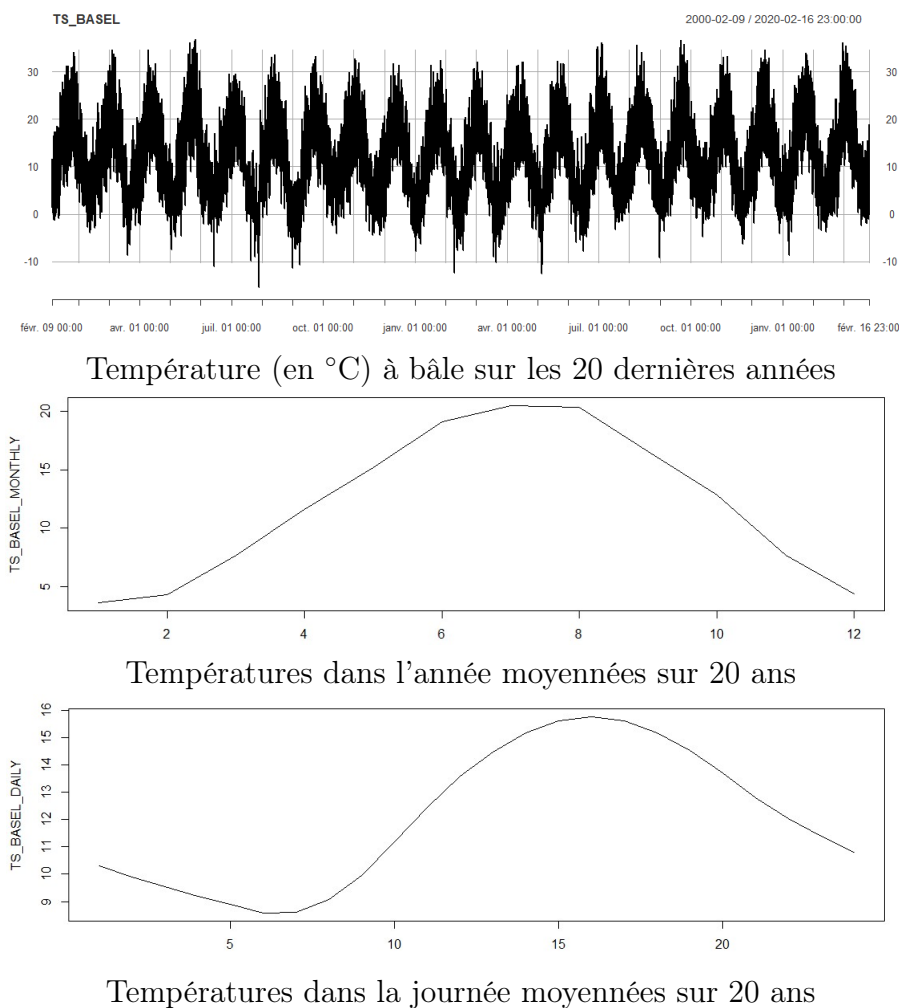 TS_BASEL 2000-02-09 / 2020-02-16 23:00:00
30 30
20 20
10 10
0 0
-10 -10
févr. 09 00:00 avr. 01 00:00 juil. 01 00:00 oct. 01 00:00 janv. 01 00:00 avr. 01 00:00 juil. 01 00:00 oct. 01 00:00 janv. 01 00:00 févr. 16 23:00
Température (en °C) à bâle sur les 20 dernières années
TS_BASEL_MONTHLY
20
15
10
5
2 4 6 8 10 12
Températures dans l'année moyennées sur 20 ans
TS_BASEL_DAILY
16
15
14
13
12
11
10
9
5 10 15 20
Températures dans la journée moyennées sur 20 ans